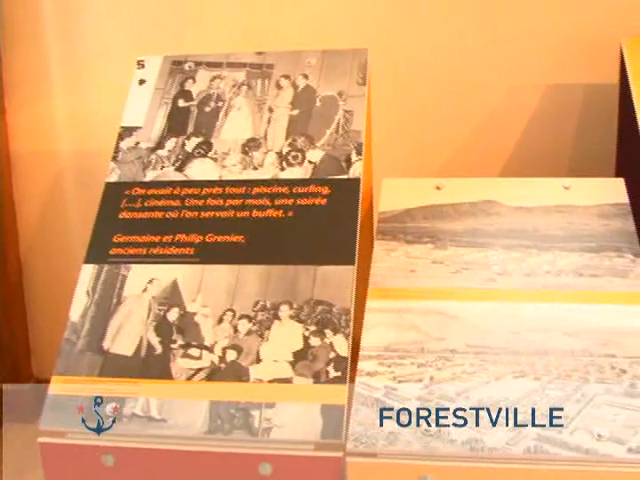 5
« On avait à peu près tout : piscine, curling,
[...], cinéma. Une fois par mois, une soirée
dansante où l'on servait un buffet. »
Germaine et Philip Grenier,
anciens résidents
FORESTVILLE